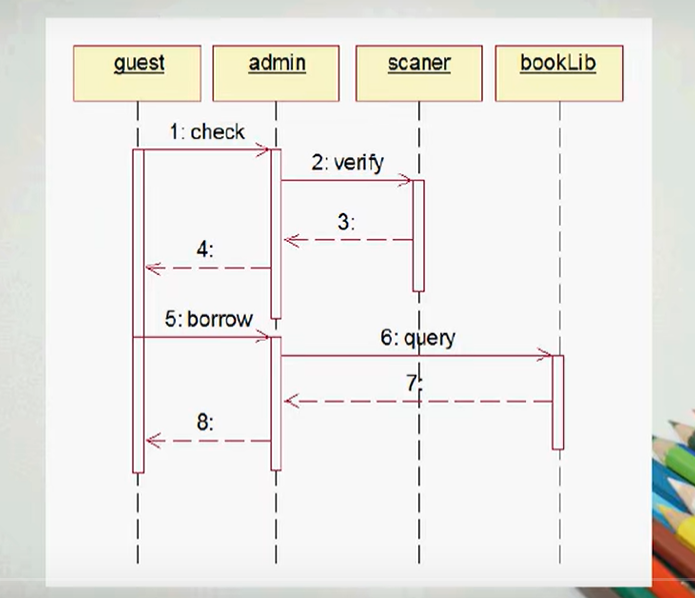 guest
admin
scaner
bookLib
1: check
2: verify
3:
4:
5: borrow
6: query
7:
8: